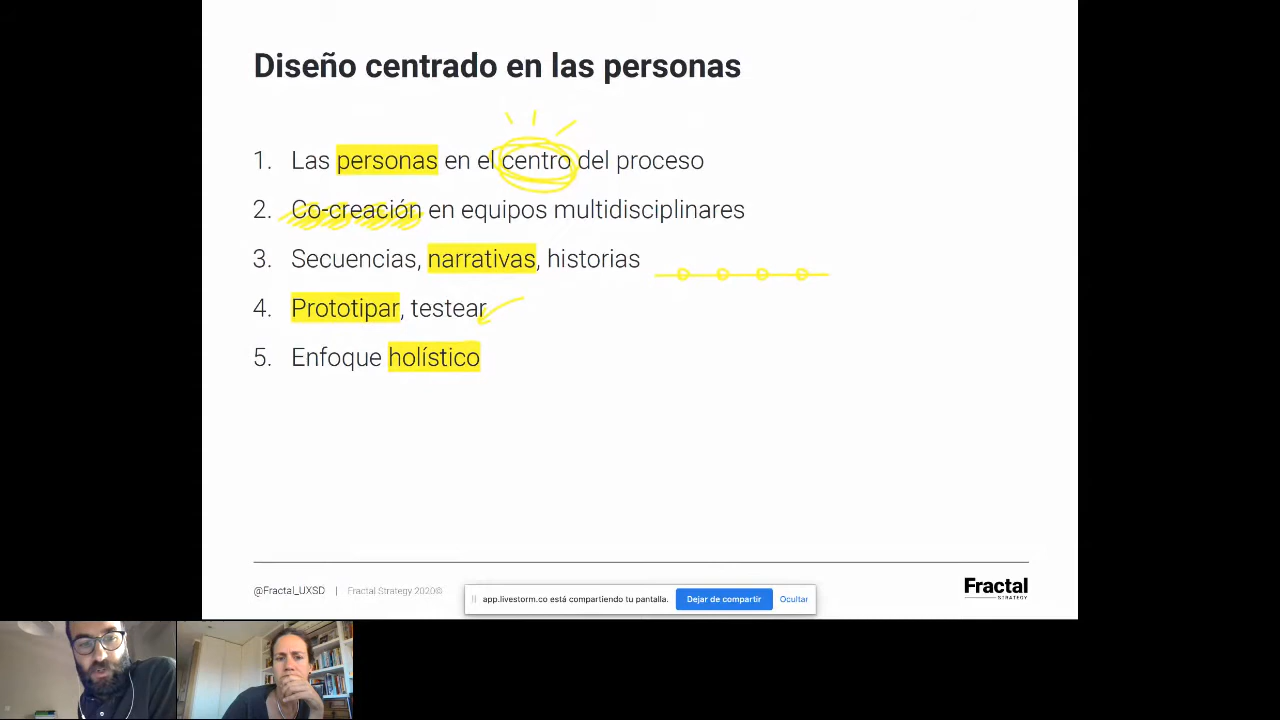 Diseño centrado en las personas
1. Las personas en el centro del proceso
2. Co-creación en equipos multidisciplinares
3. Secuencias, narrativas, historias
4. Prototipar, testear
5. Enfoque holístico
@Fractal_UXSD | Fractal Strategy 2020©
Fractal
STRATEGY
app.livestorm.co está compartiendo tu pantalla. Dejar de compartir Ocultar